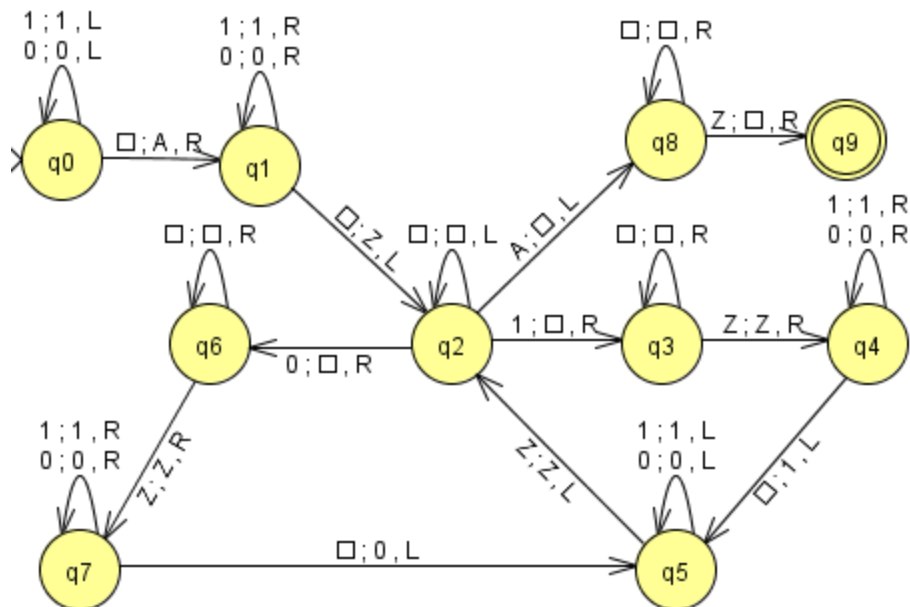 1 ; 1 , L
0 ; 0 , L
q0
□ ; A , R
1 ; 1 , R
0 ; 0 , R
q1
□ ; Z , L
□ ; □ , L
q2
A ; □ , L
□ ; □ , R
q8
Z ; □ , R
q9
1 ; □ , R
□ ; □ , R
q3
Z ; Z , R
1 ; 1 , R
0 ; 0 , R
q4
□ ; 1 , L
0 ; □ , R
□ ; □ , R
q6
Z ; Z , R
1 ; 1 , R
0 ; 0 , R
q7
□ ; 0 , L
1 ; 1 , L
0 ; 0 , L
q5
Z ; Z , L